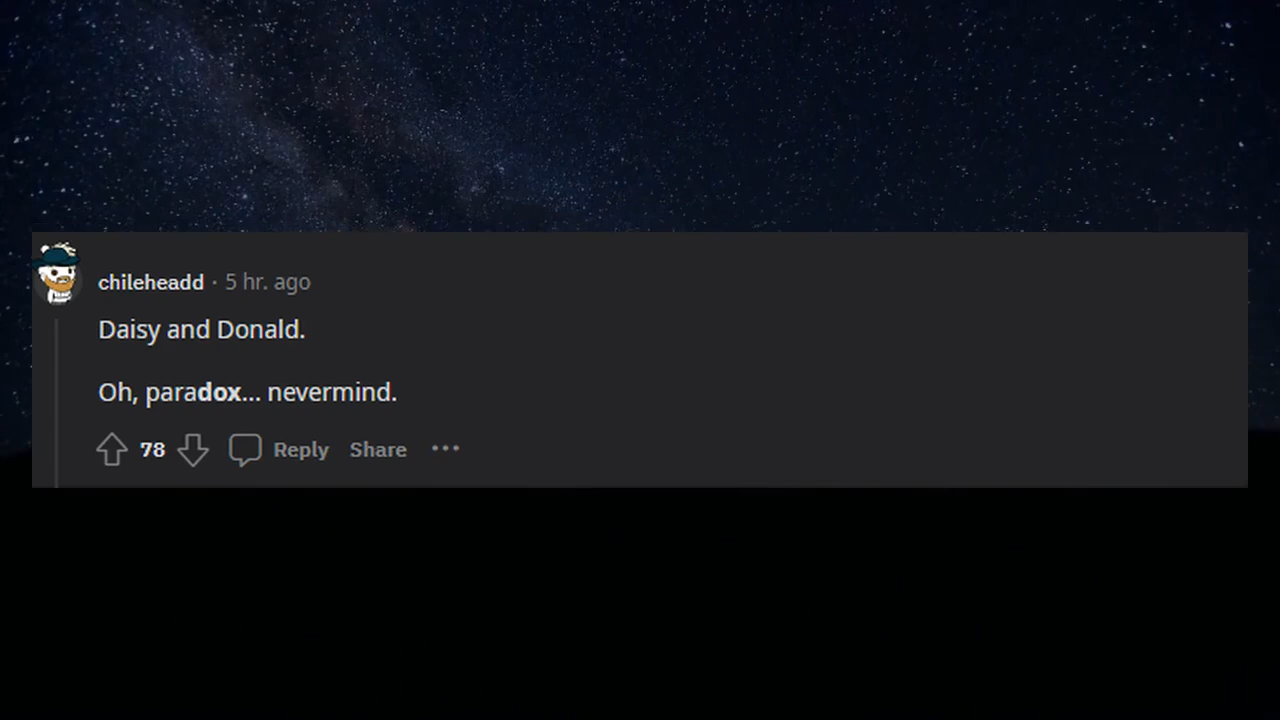 chileheadd · 5 hr. ago
Daisy and Donald.
Oh, paradox... nevermind.
78 Reply Share ···